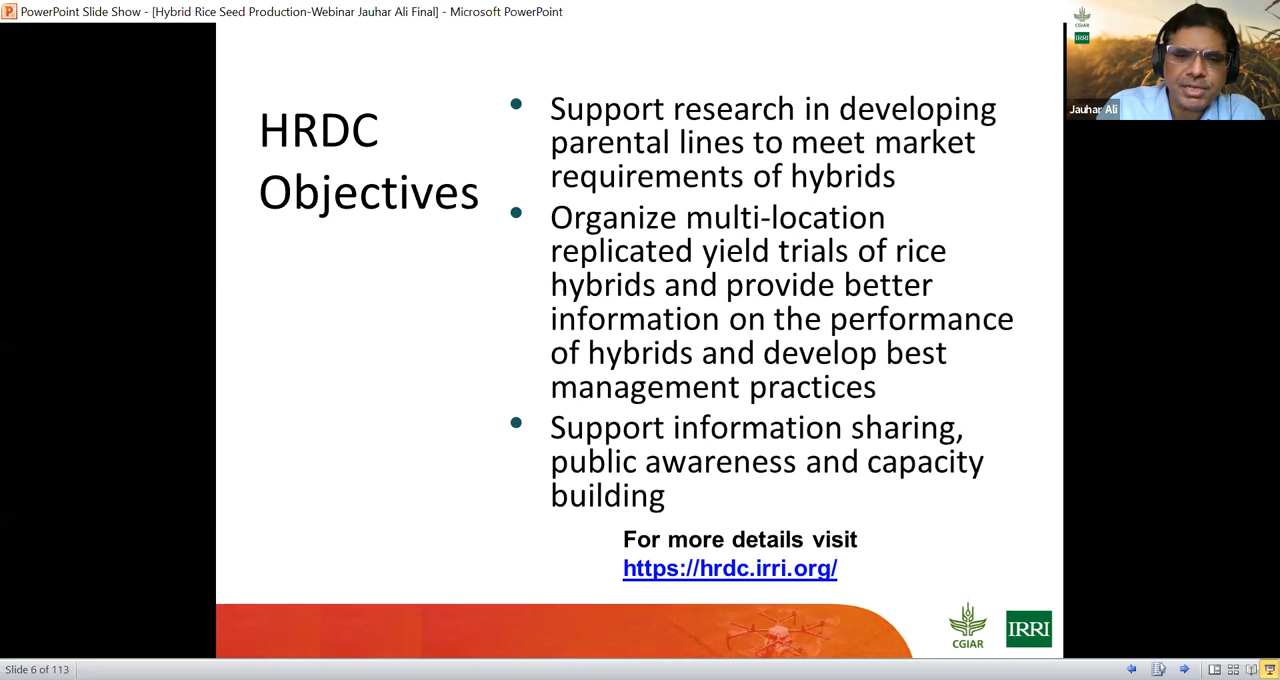 PowerPoint Slide Show - [Hybrid Rice Seed Production-Webinar Jauhar Ali Final] - Microsoft PowerPoint
CGIAR
IRRI
Jauhar Ali
HRDC
Objectives
• Support research in developing
parental lines to meet market
requirements of hybrids
• Organize multi-location
replicated yield trials of rice
hybrids and provide better
information on the performance
of hybrids and develop best
management practices
• Support information sharing,
public awareness and capacity
building
For more details visit
https://hrdc.irri.org/
CGIAR
IRRI
Slide 6 of 113